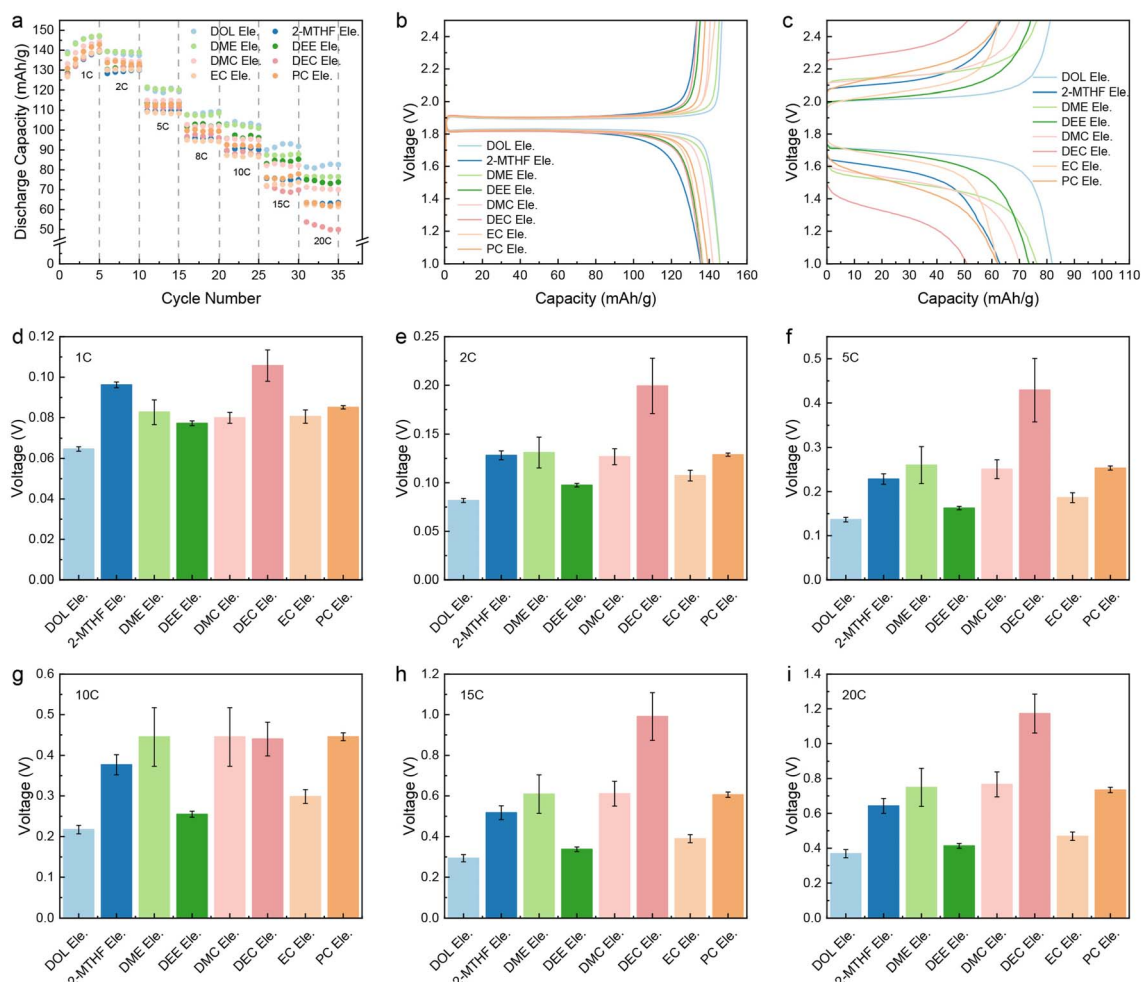 a
Discharge Capacity (mAh/g)
150
140
130
120
110
100
90
80
70
60
50
0
0 5 10 15 20 25 30 35
Cycle Number
1C
2C
5C
8C
10C
15C
20C
DOL Ele.
DME Ele.
DMC Ele.
EC Ele.
2-MTHF Ele.
DEE Ele.
DEC Ele.
PC Ele.
b
Voltage (V)
2.4
2.2
2.0
1.8
1.6
1.4
1.2
1.0
0 20 40 60 80 100 120 140 160
Capacity (mAh/g)
DOL Ele.
2-MTHF Ele.
DME Ele.
DEE Ele.
DMC Ele.
DEC Ele.
EC Ele.
PC Ele.
c
Voltage (V)
2.4
2.2
2.0
1.8
1.6
1.4
1.2
1.0
0 10 20 30 40 50 60 70 80 90 100 110
Capacity (mAh/g)
DOL Ele.
2-MTHF Ele.
DME Ele.
DEE Ele.
DMC Ele.
DEC Ele.
EC Ele.
PC Ele.
d
1C
Voltage (V)
0.12
0.10
0.08
0.06
0.04
0.02
0.00
DOL Ele.
2-MTHF Ele.
DME Ele.
DEE Ele.
DMC Ele.
DEC Ele.
EC Ele.
PC Ele.
e
2C
Voltage (V)
0.25
0.20
0.15
0.10
0.05
0.00
DOL Ele.
2-MTHF Ele.
DME Ele.
DEE Ele.
DMC Ele.
DEC Ele.
EC Ele.
PC Ele.
f
5C
Voltage (V)
0.5
0.4
0.3
0.2
0.1
0.0
DOL Ele.
2-MTHF Ele.
DME Ele.
DEE Ele.
DMC Ele.
DEC Ele.
EC Ele.
PC Ele.
g
10C
Voltage (V)
0.6
0.5
0.4
0.3
0.2
0.1
0.0
DOL Ele.
2-MTHF Ele.
DME Ele.
DEE Ele.
DMC Ele.
DEC Ele.
EC Ele.
PC Ele.
h
15C
Voltage (V)
1.2
1.0
0.8
0.6
0.4
0.2
0.0
DOL Ele.
2-MTHF Ele.
DME Ele.
DEE Ele.
DMC Ele.
DEC Ele.
EC Ele.
PC Ele.
i
20C
Voltage (V)
1.4
1.2
1.0
0.8
0.6
0.4
0.2
0.0
DOL Ele.
2-MTHF Ele.
DME Ele.
DEE Ele.
DMC Ele.
DEC Ele.
EC Ele.
PC Ele.